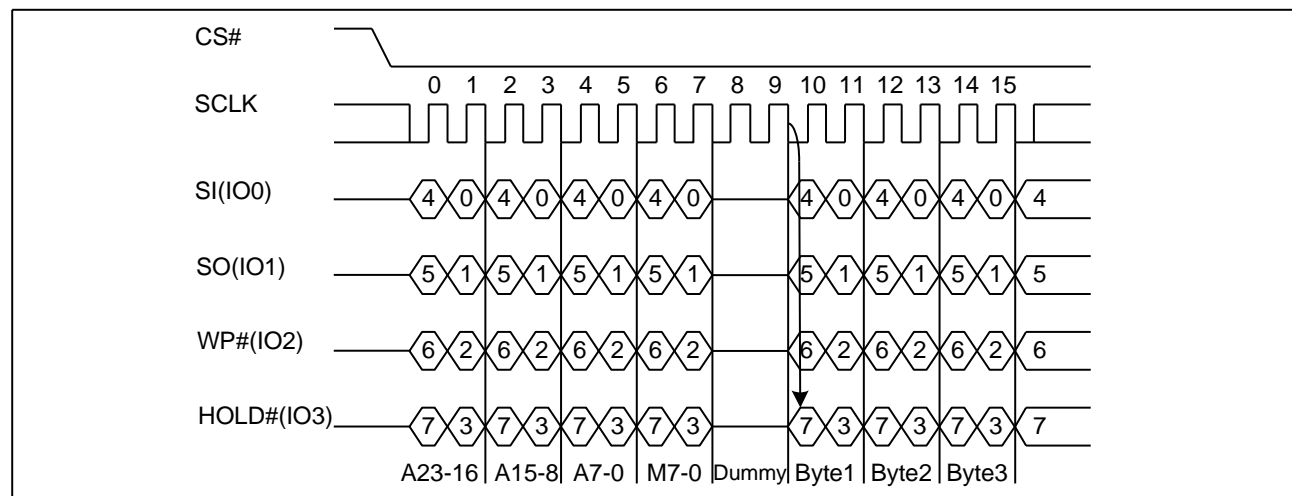 CS#
0 1 2 3 4 5 6 7 8 9 10 11 12 13 14 15
SCLK
SI(IO0) 4 0 4 0 4 0 4 0 4 0 4 0 4 0 4
SO(IO1) 5 1 5 1 5 1 5 1 5 1 5 1 5 1 5
WP#(IO2) 6 2 6 2 6 2 6 2 6 2 6 2 6 2 6
HOLD#(IO3) 7 3 7 3 7 3 7 3 7 3 7 3 7 3 7
A23-16 A15-8 A7-0 M7-0 Dummy Byte1 Byte2 Byte3